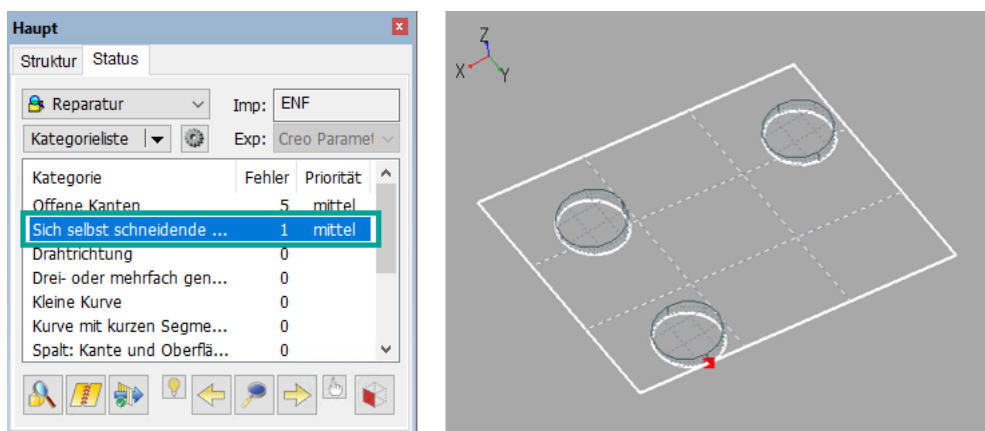 Haupt
Struktur Status
Reparatur Imp: ENF
Kategorieliste Exp: Creo Paramet
Kategorie Fehler Priorität
Offene Kanten 5 mittel
Sich selbst schneidende ... 1 mittel
Drahtrichtung 0
Drei- oder mehrfach gen... 0
Kleine Kurve 0
Kurve mit kurzen Segme... 0
Spalt: Kante und Oberflä... 0
Z
X Y